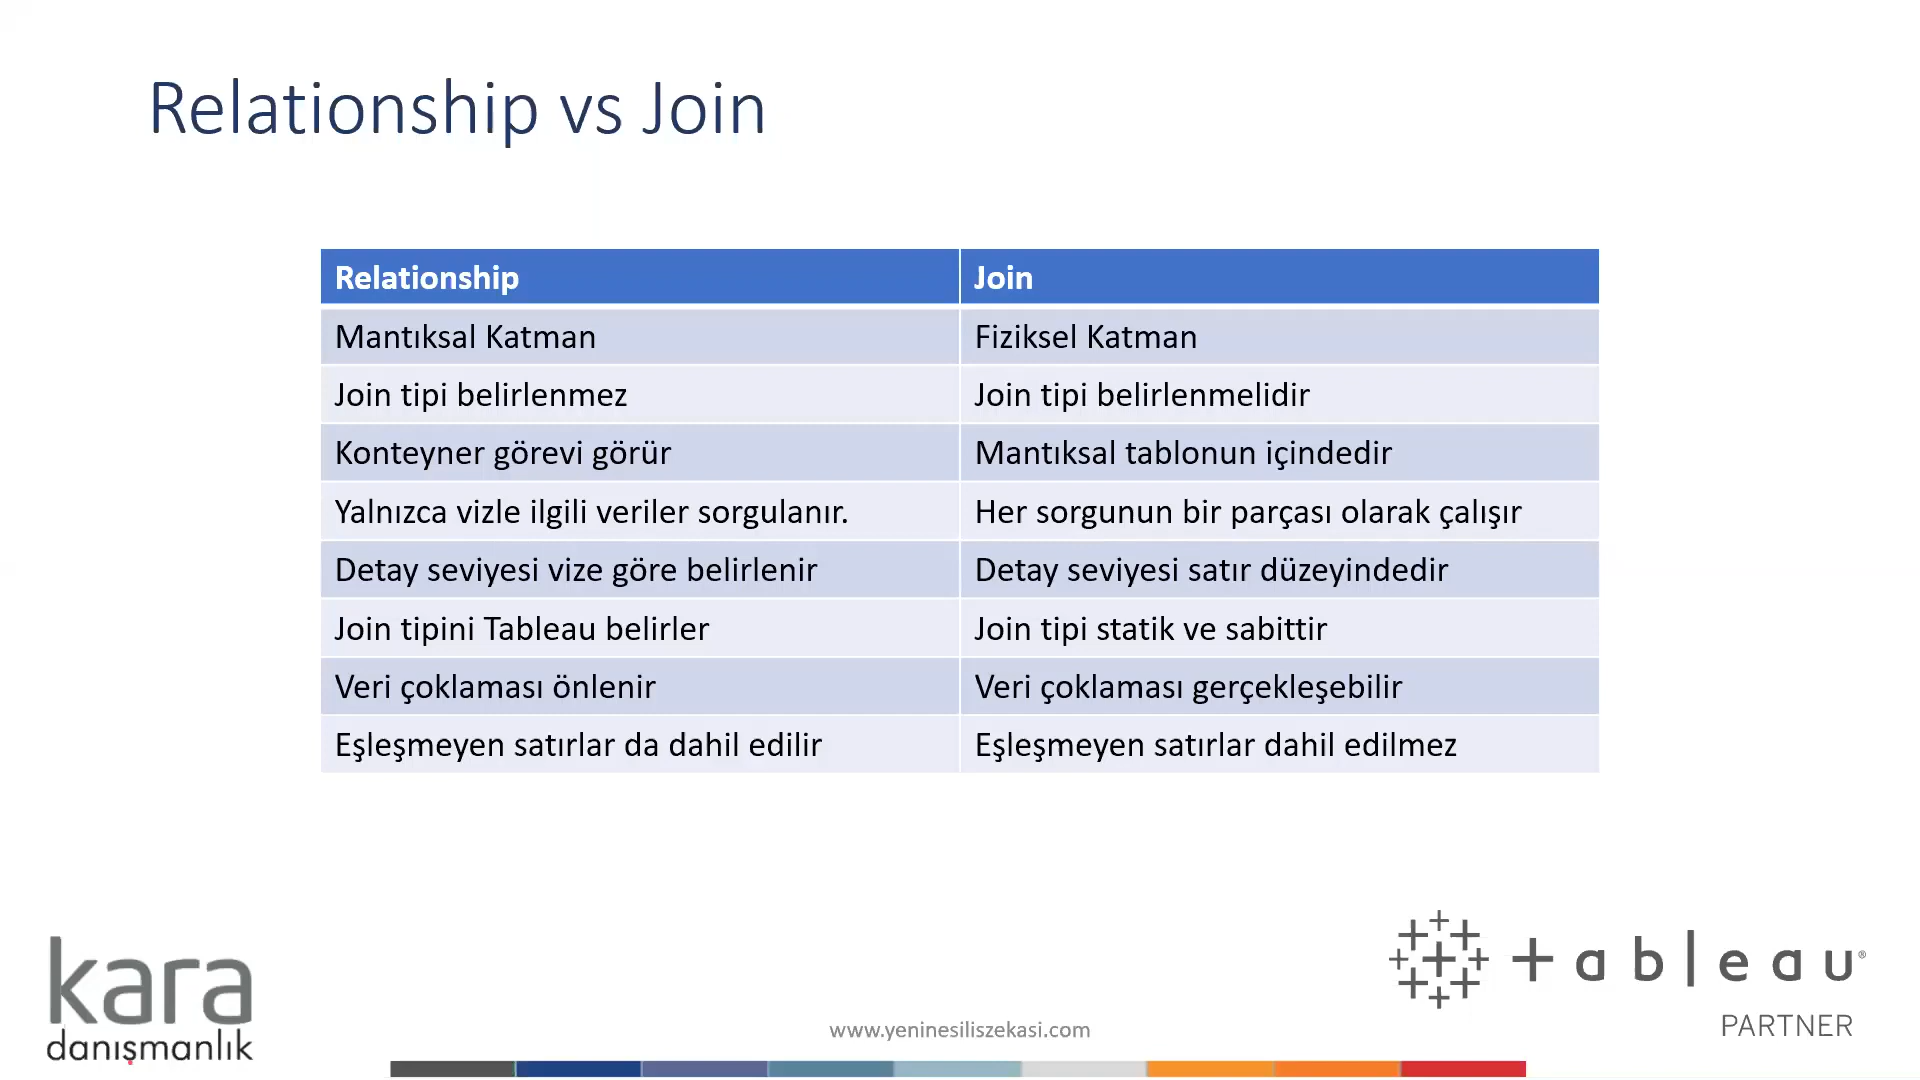 Relationship vs Join
Relationship
Join
Mantıksal Katman
Fiziksel Katman
Join tipi belirlenmez
Join tipi belirlenmelidir
Konteyner görevi görür
Mantıksal tablonun içindedir
Yalnızca vizle ilgili veriler sorgulanır.
Her sorgunun bir parçası olarak çalışır
Detay seviyesi vize göre belirlenir
Detay seviyesi satır düzeyindedir
Join tipini Tableau belirler
Join tipi statik ve sabittir
Veri çoklaması önlenir
Veri çoklaması gerçekleşebilir
Eşleşmeyen satırlar da dahil edilir
Eşleşmeyen satırlar dahil edilmez
kara
danışmanlık
www.yeninesiliszekasi.com
+ableau®
PARTNER